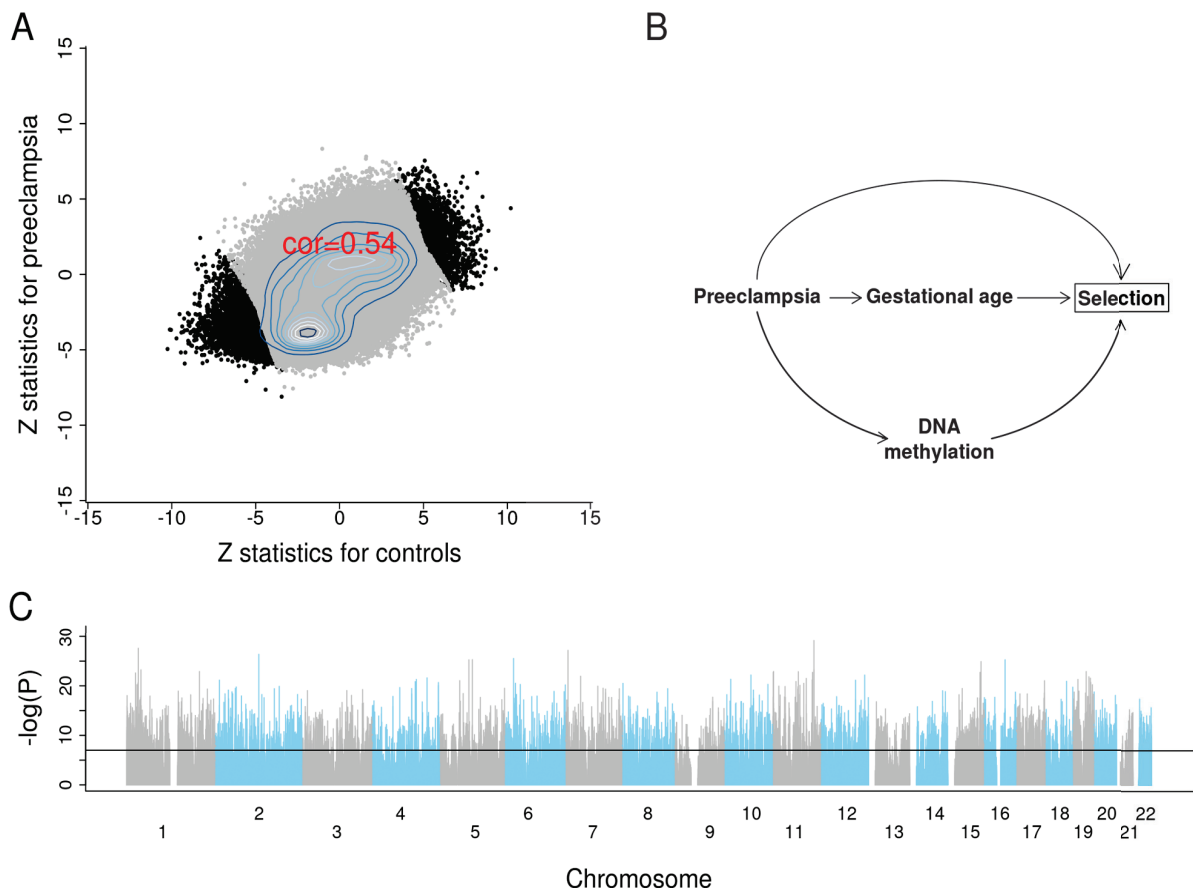 A
B
15
10
5
0
-5
-10
-15
Z statistics for preeclampsia
cor=0.54
-15 -10 -5 0 5 10 15
Z statistics for controls
Preeclampsia Gestational age Selection
DNA
methylation
C
30
20
10
0
-log(P)
2 4 6 8 10 12 14 16 18 20 22
1 3 5 7 9 11 13 15 17 19 21
Chromosome